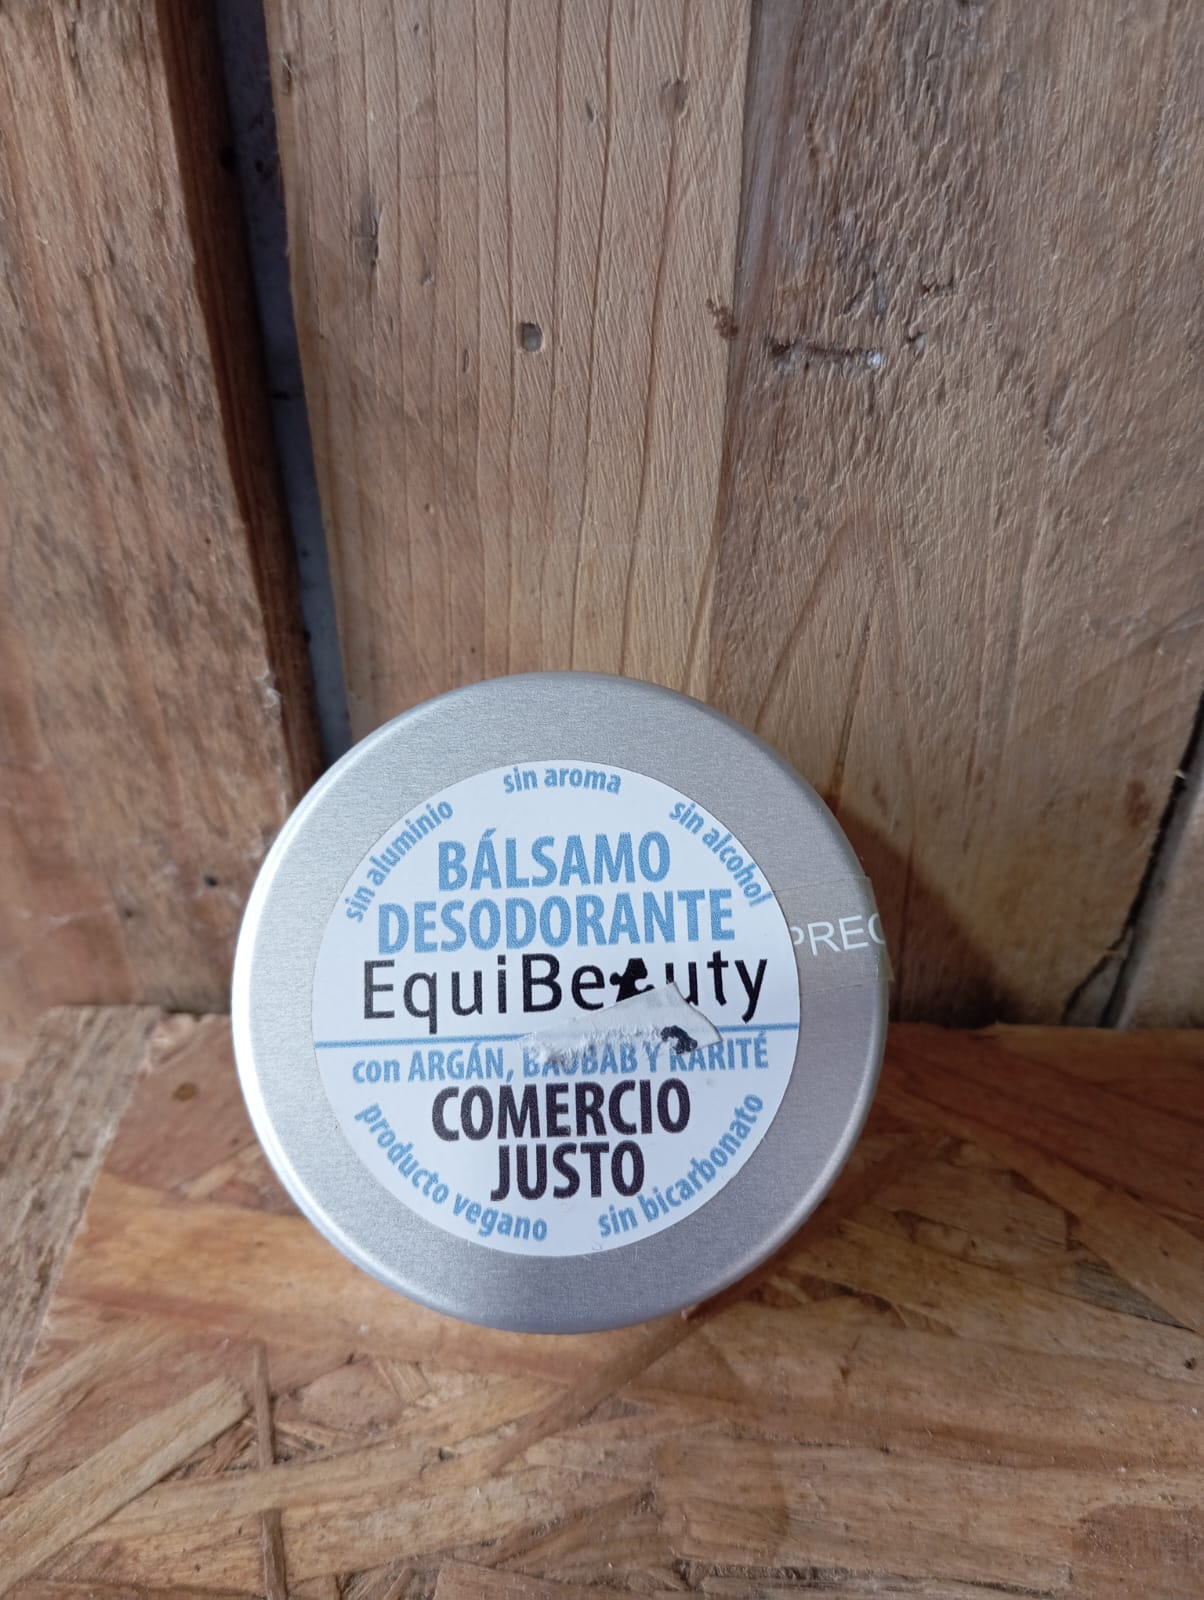 sin aroma
sin aluminio
sin alcohol
BÁLSAMO
DESODORANTE
EquiBeauty
con ARGÁN, BAOBAB Y KARITÉ
COMERCIO
JUSTO
producto vegano
sin bicarbonato